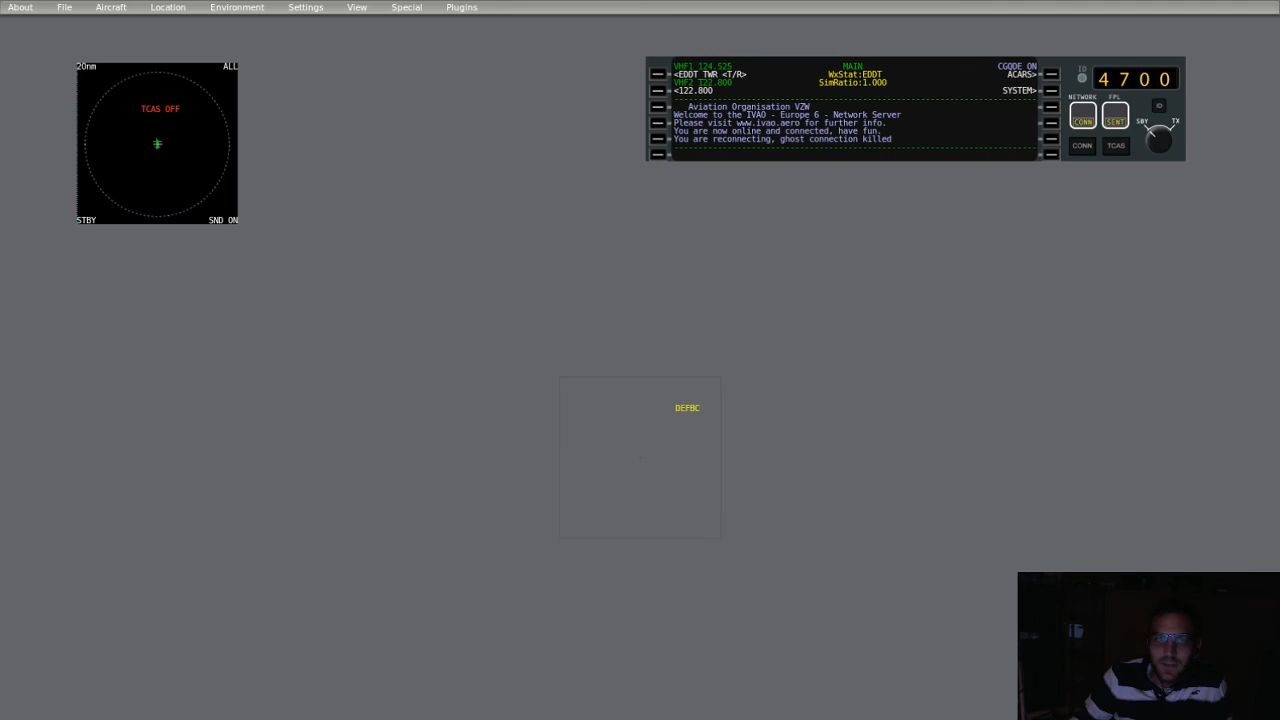 About File Aircraft Location Environment Settings View Special Plugins
20nm ALL
TCAS OFF
STBY SND ON
VHF1 124.525 MAIN CGQDE ON
<EDDT TWR <T/R> WxStat:EDDT ACARS>
VHF2 122.800 SimRatio:1.000
<122.800 SYSTEM>
Aviation Organisation VZW
Welcome to the IVAO - Europe 6 - Network Server
Please visit www.ivao.aero for further info.
You are now online and connected, have fun.
You are reconnecting, ghost connection killed
ID 4700
NETWORK FPL
CONN SENT
SBY TX
CONN TCAS
DEFBC